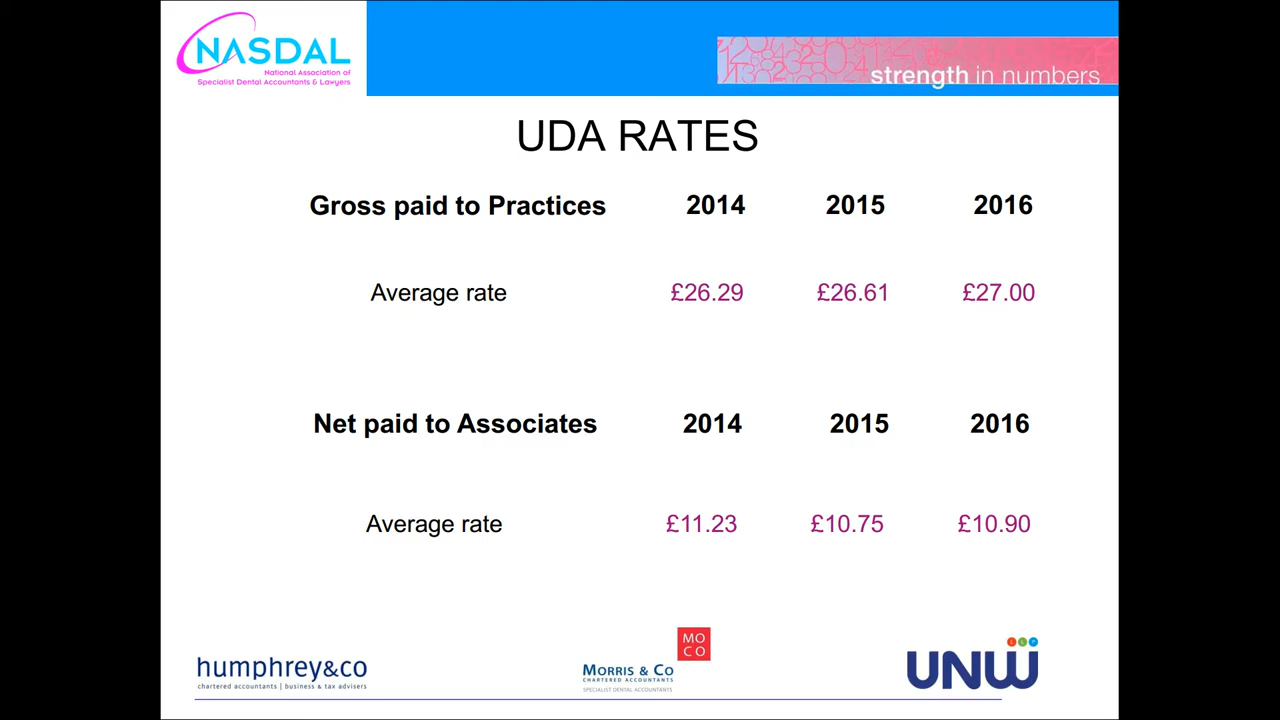 NASDAL
National Association of
Specialist Dental Accountants & Lawyers
strength in numbers
UDA RATES
Gross paid to Practices 2014 2015 2016
Average rate £26.29 £26.61 £27.00
Net paid to Associates 2014 2015 2016
Average rate £11.23 £10.75 £10.90
humphrey&co
chartered accountants | business & tax advisers
MO
CO
MORRIS & CO
CHARTERED ACCOUNTANTS
SPECIALIST DENTAL ACCOUNTANTS
LLP
UNW